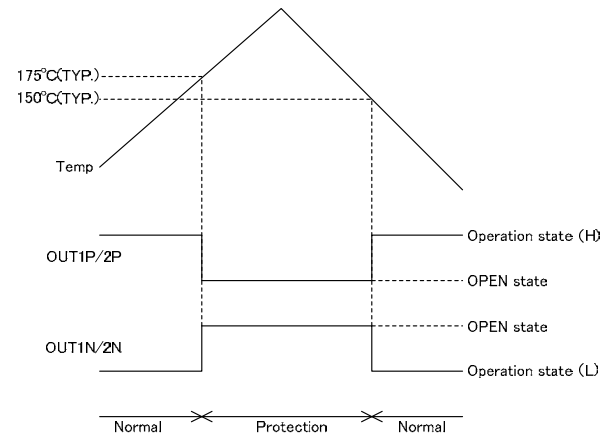 175°C(TYP.)
150°C(TYP.)
Temp
Operation state (H)
OUT1P/2P
OPEN state
OPEN state
OUT1N/2N
Operation state (L)
Normal Protection Normal